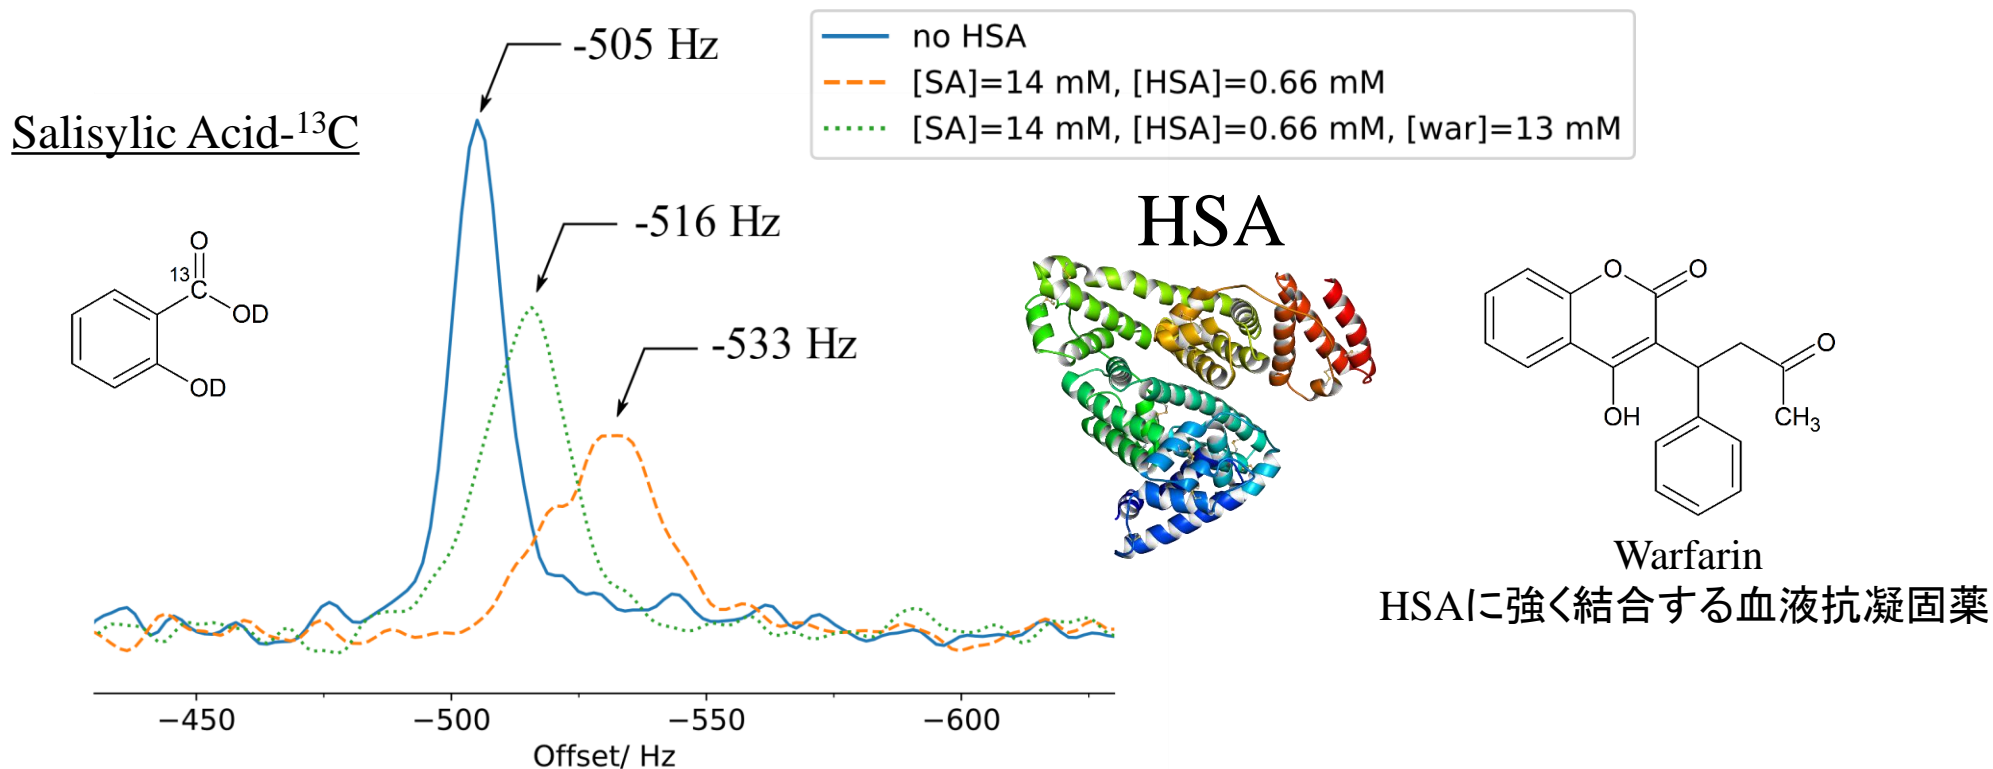 -505 Hz
no HSA
[SA]=14 mM, [HSA]=0.66 mM
[SA]=14 mM, [HSA]=0.66 mM, [war]=13 mM
Salisylic Acid-¹³C
-516 Hz
-533 Hz
HSA
O
13
C
OD
OD
O
O
O
OH
CH₃
Warfarin
HSAに強く結合する血液抗凝固薬
−450
−500
−550
−600
Offset/ Hz